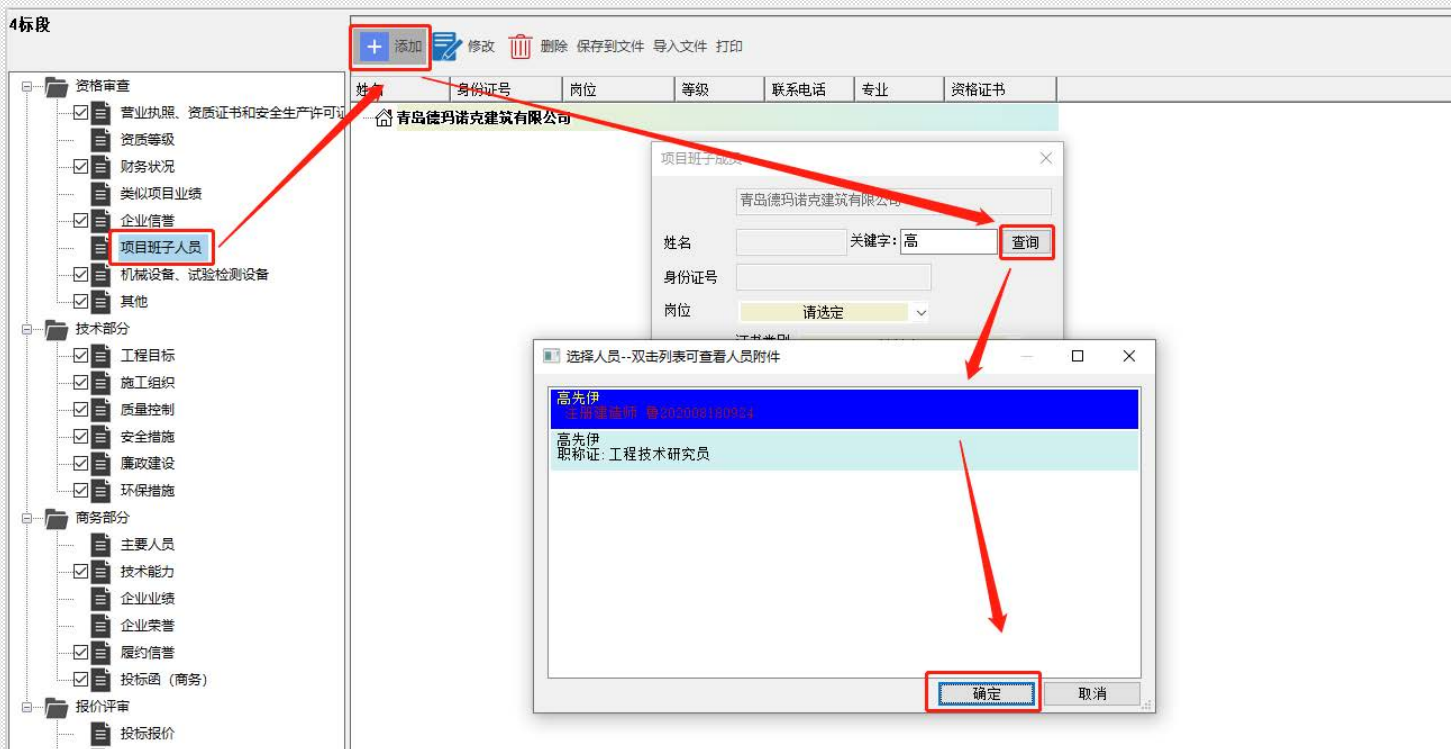 4标段
添加 修改 删除 保存到文件 导入文件 打印
资格审查
营业执照、资质证书和安全生产许可证
资质等级
财务状况
类似项目业绩
企业信誉
项目班子人员
机械设备、试验检测设备
其他
技术部分
工程目标
施工组织
质量控制
安全措施
廉政建设
环保措施
商务部分
主要人员
技术能力
企业业绩
企业荣誉
履约信誉
投标函（商务）
报价评审
投标报价
姓名 身份证号 岗位 等级 联系电话 专业 资格证书
青岛德玛诺克建筑有限公司
项目班子成员
青岛德玛诺克建筑有限公司
姓名 关键字: 高 查询
身份证号
岗位 请选定
证书类别
选择人员--双击列表可查看人员附件
高先伊
注册建造师 鲁202008180924
高先伊
职称证: 工程技术研究员
确定 取消